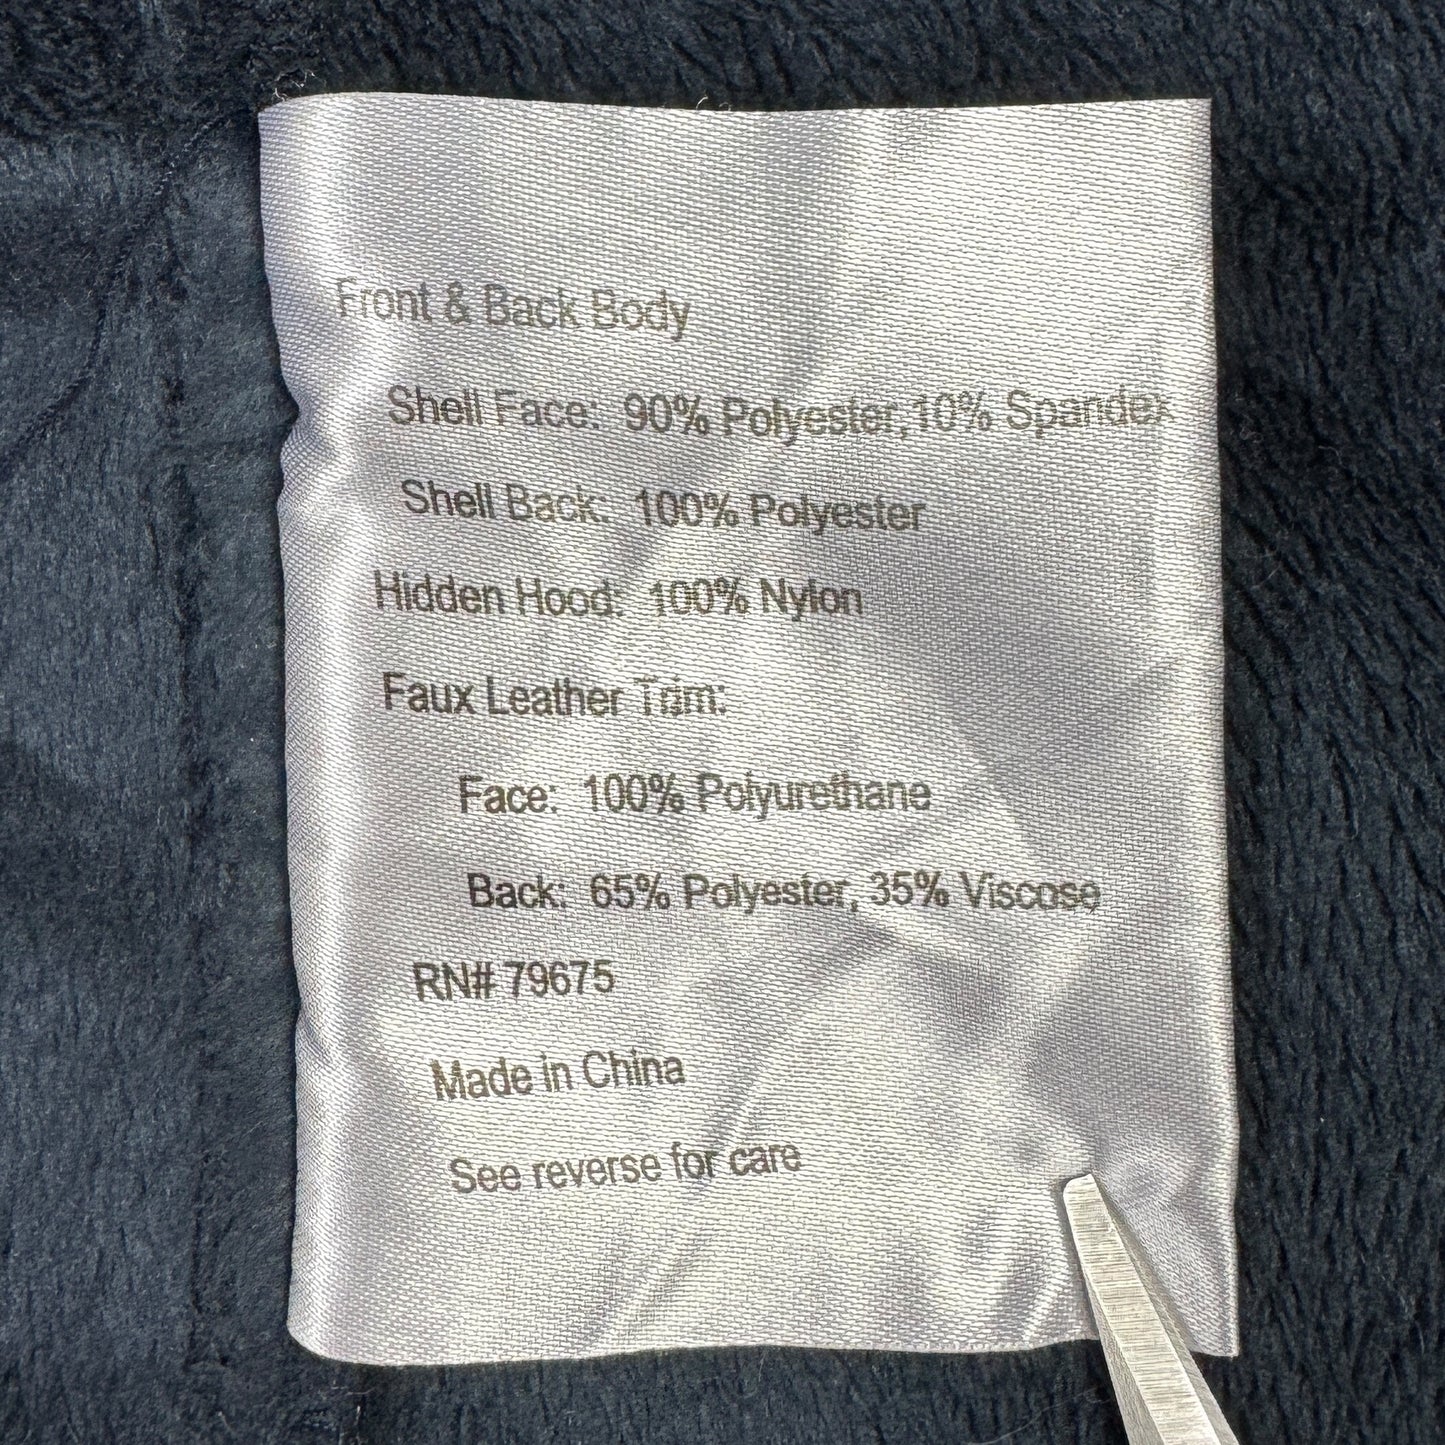 Front & Back Body
Shell Face: 90% Polyester,10% Spandex
Shell Back: 100% Polyester
Hidden Hood: 100% Nylon
Faux Leather Trim:
Face: 100% Polyurethane
Back: 65% Polyester, 35% Viscose
RN# 79675
Made in China
See reverse for care